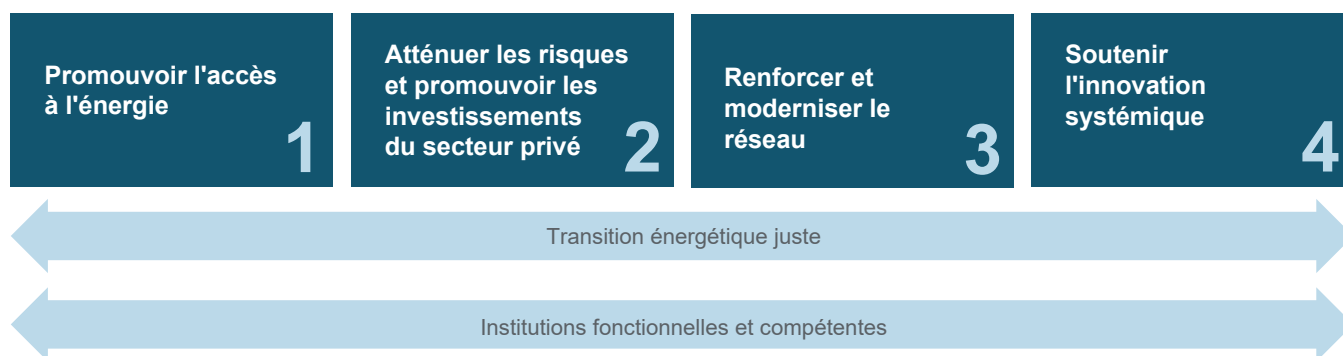 Promouvoir l'accès
à l'énergie
1
Atténuer les risques
et promouvoir les
investissements
du secteur privé
2
Renforcer et
moderniser le
réseau
3
Soutenir
l'innovation
systémique
4
Transition énergétique juste
Institutions fonctionnelles et compétentes